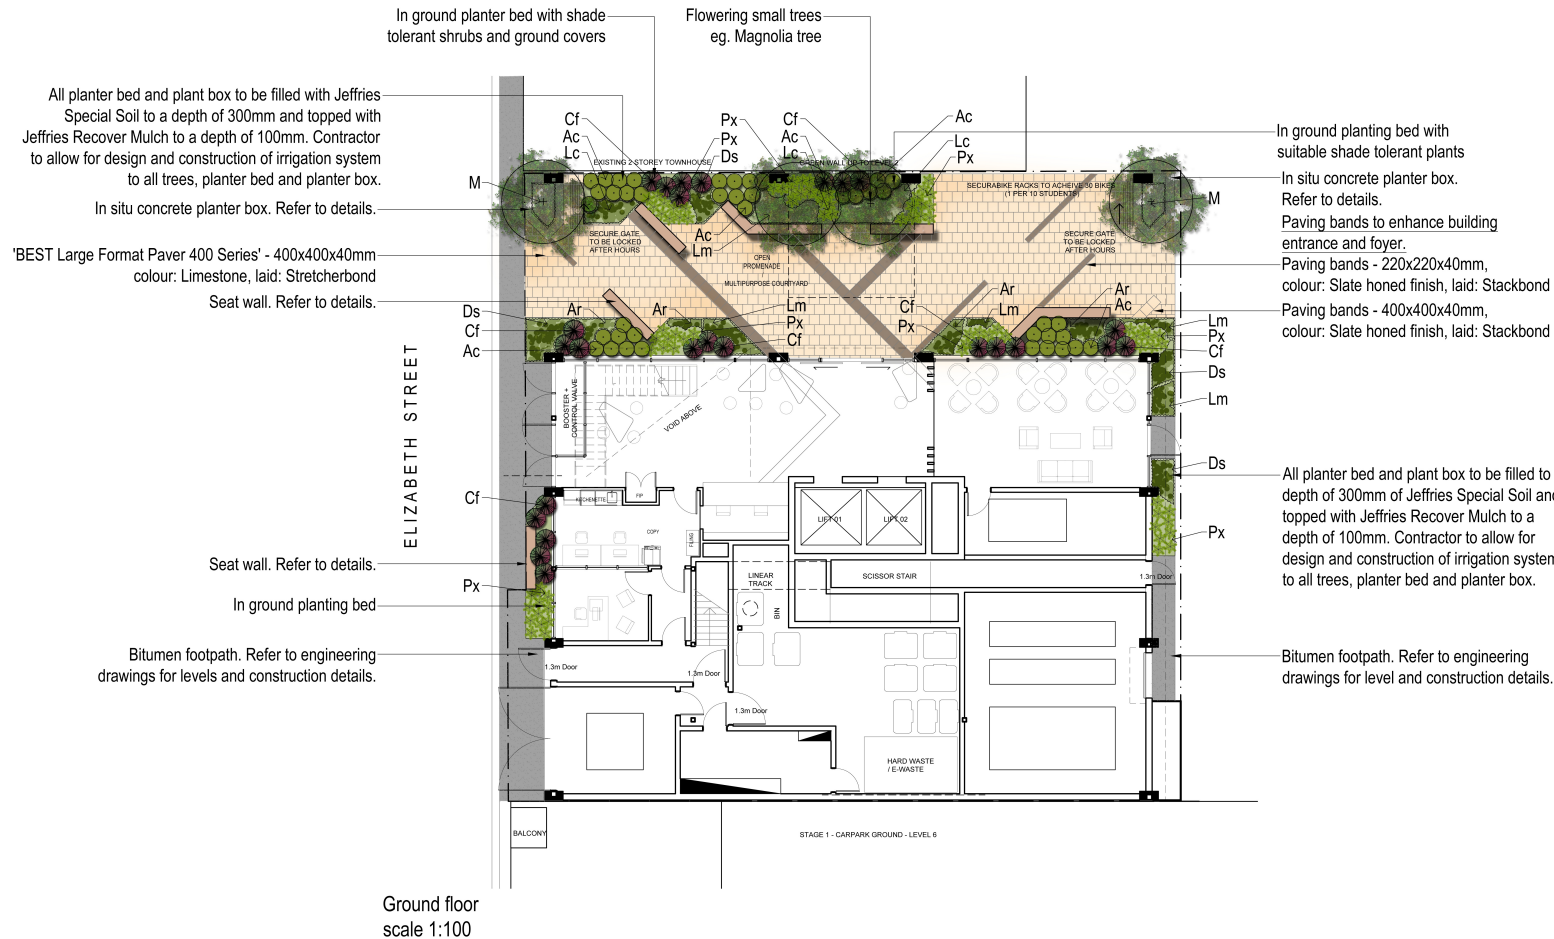 In ground planter bed with shade
tolerant shrubs and ground covers
Flowering small trees
eg. Magnolia tree
All planter bed and plant box to be filled with Jeffries
Special Soil to a depth of 300mm and topped with
Jeffries Recover Mulch to a depth of 100mm. Contractor
to allow for design and construction of irrigation system
to all trees, planter bed and planter box.
M
In situ concrete planter box. Refer to details.
'BEST Large Format Paver 400 Series' - 400x400x40mm
colour: Limestone, laid: Stretcherbond
Seat wall. Refer to details.
Ds
Cf
Ac
ELIZABETH STREET
Cf
Seat wall. Refer to details.
Px
In ground planting bed
Bitumen footpath. Refer to engineering
drawings for levels and construction details.
Cf
Ac
Lc
Px
Px
Ds
Cf
Ac
Lc
Ac
Lc
Px
EXISTING 2 STOREY TOWNHOUSE
GREEN WALL UP TO LEVEL 2
SECURABIKE RACKS TO ACHEIVE 30 BIKES
(1 PER 10 STUDENTS)
SECURE GATE
TO BE LOCKED
AFTER HOURS
Ac
Lm
OPEN
PROMENADE
MULTIPURPOSE COURTYARD
SECURE GATE
TO BE LOCKED
AFTER HOURS
Ar
Ar
Lm
Px
Cf
Cf
Px
Ar
Lm
Ar
Ac
BOOSTER +
CONTROL VALVE
VOID ABOVE
KITCHENETTE
FIP
COPY
FILING
LIFT 01
LIFT 02
LINEAR
TRACK
BIN
SCISSOR STAIR
1.3m Door
1.3m Door
1.3m Door
1.3m Door
HARD WASTE
/ E-WASTE
BALCONY
STAGE 1 - CARPARK GROUND - LEVEL 6
In ground planting bed with
suitable shade tolerant plants
In situ concrete planter box.
Refer to details.
M
Paving bands to enhance building
entrance and foyer.
Paving bands - 220x220x40mm,
colour: Slate honed finish, laid: Stackbond
Paving bands - 400x400x40mm,
colour: Slate honed finish, laid: Stackbond
Lm
Px
Cf
Ds
Lm
Ds
Px
All planter bed and plant box to be filled to
depth of 300mm of Jeffries Special Soil and
topped with Jeffries Recover Mulch to a
depth of 100mm. Contractor to allow for
design and construction of irrigation system
to all trees, planter bed and planter box.
Bitumen footpath. Refer to engineering
drawings for level and construction details.
Ground floor
scale 1:100